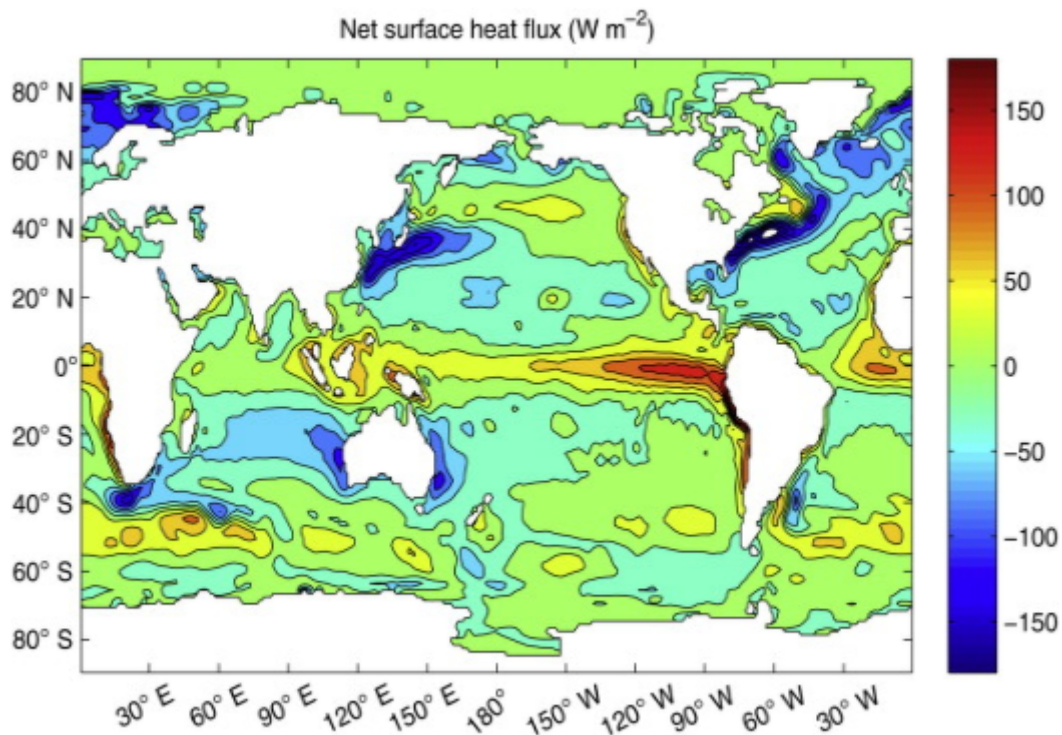 Net surface heat flux (W m⁻²)
80° N
60° N
40° N
20° N
0°
20° S
40° S
60° S
80° S
30° E
60° E
90° E
120° E
150° E
180°
150° W
120° W
90° W
60° W
30° W
150
100
50
0
−50
−100
−150